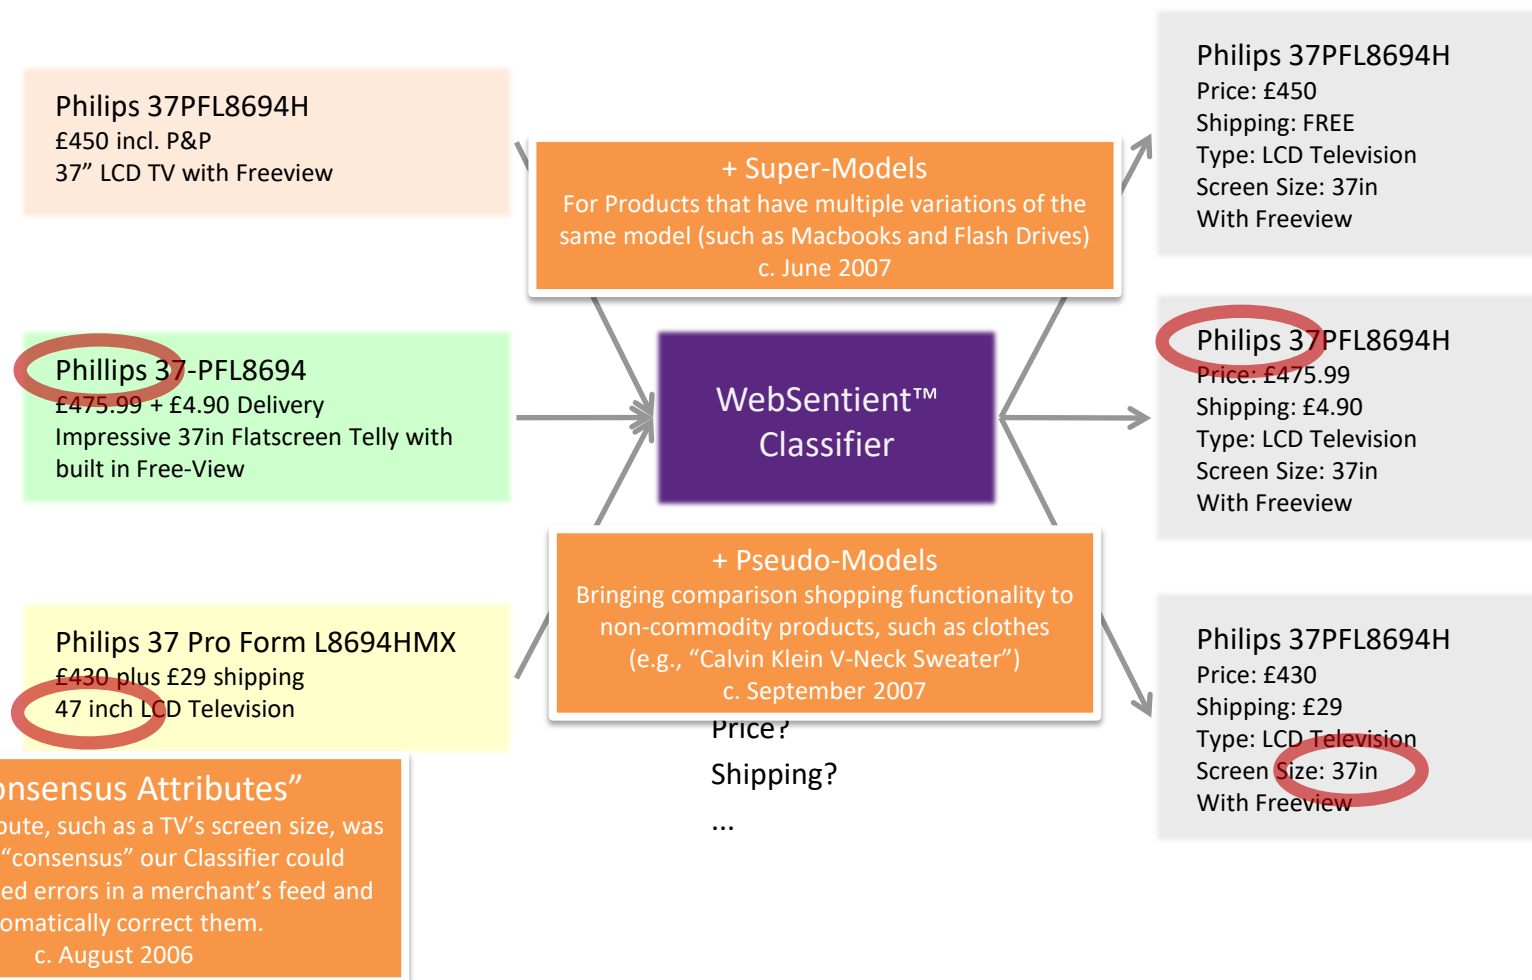 Philips 37PFL8694H
£450 incl. P&P
37” LCD TV with Freeview
Phillips 37-PFL8694
£475.99 + £4.90 Delivery
Impressive 37in Flatscreen Telly with
built in Free-View
Philips 37 Pro Form L8694HMX
£430 plus £29 shipping
47 inch LCD Television
onsensus Attributes”
bute, such as a TV’s screen size, was
“consensus” our Classifier could
ed errors in a merchant’s feed and
omatically correct them.
c. August 2006
+ Super-Models
For Products that have multiple variations of the
same model (such as Macbooks and Flash Drives)
c. June 2007
WebSentient™
Classifier
+ Pseudo-Models
Bringing comparison shopping functionality to
non-commodity products, such as clothes
(e.g., “Calvin Klein V-Neck Sweater”)
c. September 2007
Price?
Shipping?
...
Philips 37PFL8694H
Price: £450
Shipping: FREE
Type: LCD Television
Screen Size: 37in
With Freeview
Philips 37PFL8694H
Price: £475.99
Shipping: £4.90
Type: LCD Television
Screen Size: 37in
With Freeview
Philips 37PFL8694H
Price: £430
Shipping: £29
Type: LCD Television
Screen Size: 37in
With Freeview